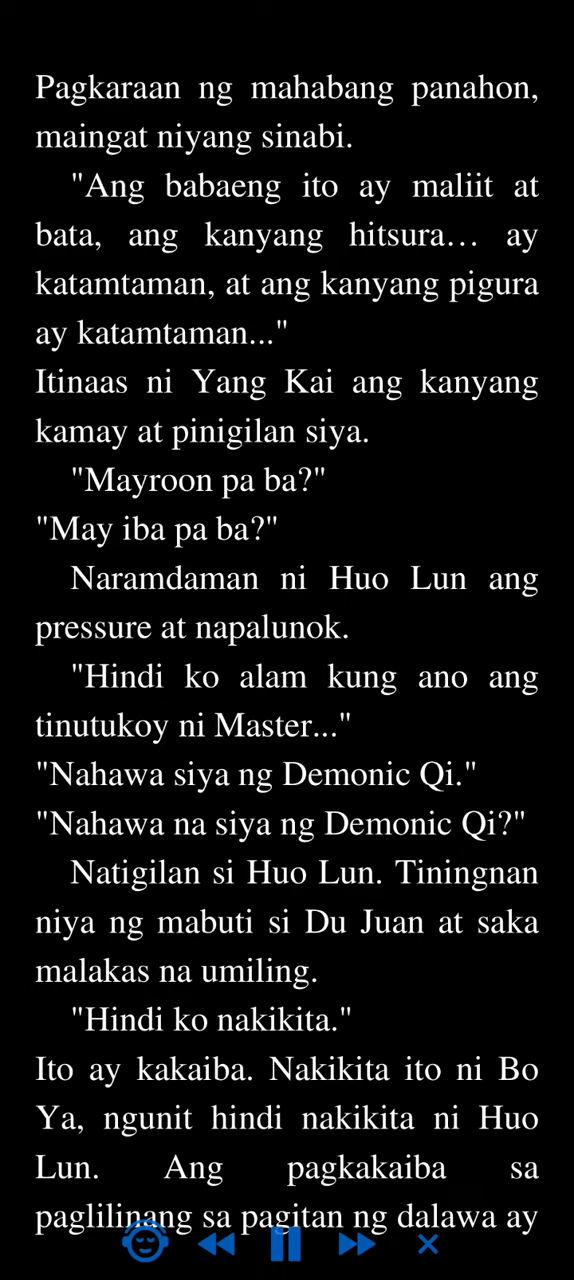 Pagkaraan ng mahabang panahon,
maingat niyang sinabi.
"Ang babaeng ito ay maliit at
bata, ang kanyang hitsura... ay
katamtaman, at ang kanyang pigura
ay katamtaman..."
Itinaas ni Yang Kai ang kanyang
kamay at pinigilan siya.
"Mayroon pa ba?"
"May iba pa ba?"
Naramdaman ni Huo Lun ang
pressure at napalunok.
"Hindi ko alam kung ano ang
tinutukoy ni Master..."
"Nahawa siya ng Demonic Qi."
"Nahawa na siya ng Demonic Qi?"
Natigilan si Huo Lun. Tiningnan
niya ng mabuti si Du Juan at saka
malakas na umiling.
"Hindi ko nakikita."
Ito ay kakaiba. Nakikita ito ni Bo
Ya, ngunit hindi nakikita ni Huo
Lun. Ang pagkakaiba sa
paglilinang sa pagitan ng dalawa ay